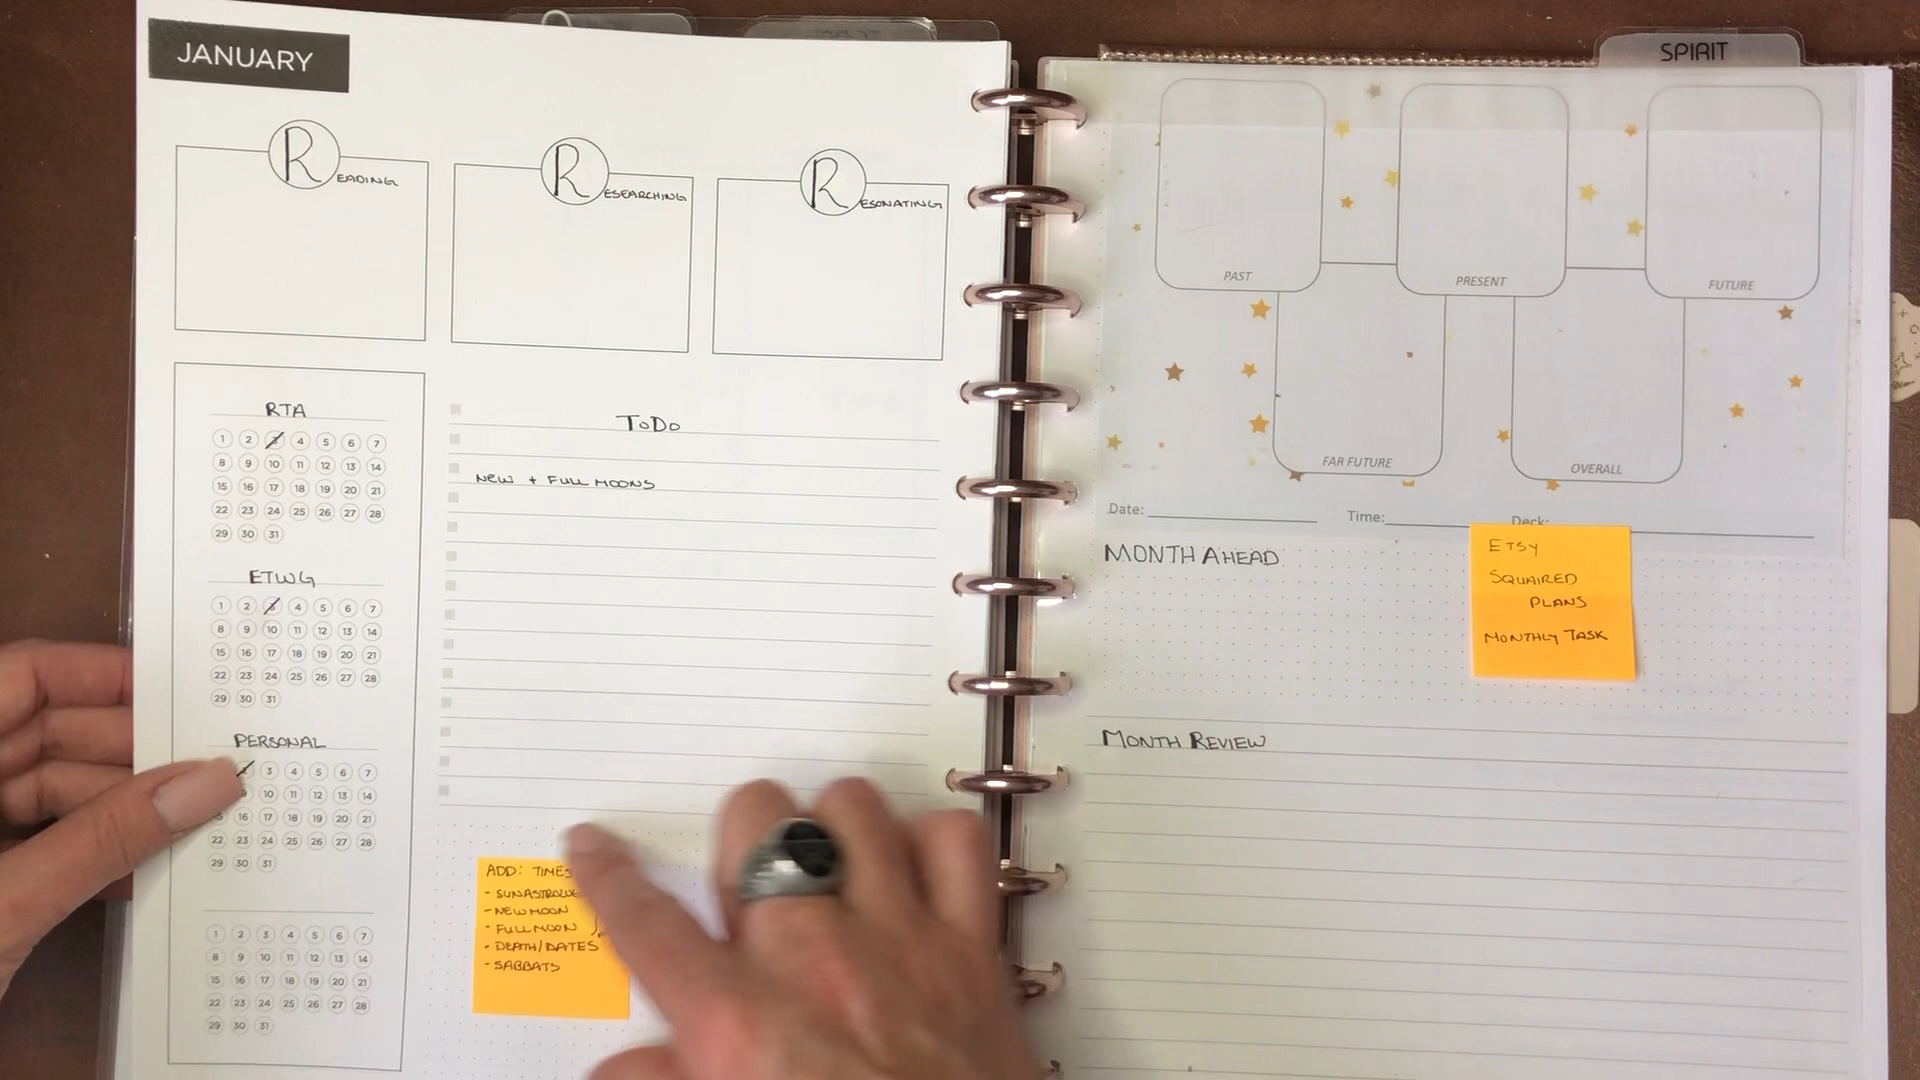 JANUARY
READING
RESEARCHING
RESONATING
RTA
1 2 3 4 5 6 7
8 9 10 11 12 13 14
15 16 17 18 19 20 21
22 23 24 25 26 27 28
29 30 31
ETWG
1 2 3 4 5 6 7
8 9 10 11 12 13 14
15 16 17 18 19 20 21
22 23 24 25 26 27 28
29 30 31
PERSONAL
2 3 4 5 6 7
9 10 11 12 13 14
15 16 17 18 19 20 21
22 23 24 25 26 27 28
29 30 31
1 2 3 4 5 6 7
8 9 10 11 12 13 14
15 16 17 18 19 20 21
22 23 24 25 26 27 28
29 30 31
ToDo
NEW + FULL MOONS
ADD: TIMES
- SUN
- NEW MOON
- FULL MOON
- DEATH/DATES
- SABBATS
SPIRIT
PAST
PRESENT
FUTURE
FAR FUTURE
OVERALL
Date:
Time:
Deck:
MONTH AHEAD
ETSY
SQUAIRED
PLANS
MONTHLY TASK
MONTH REVIEW